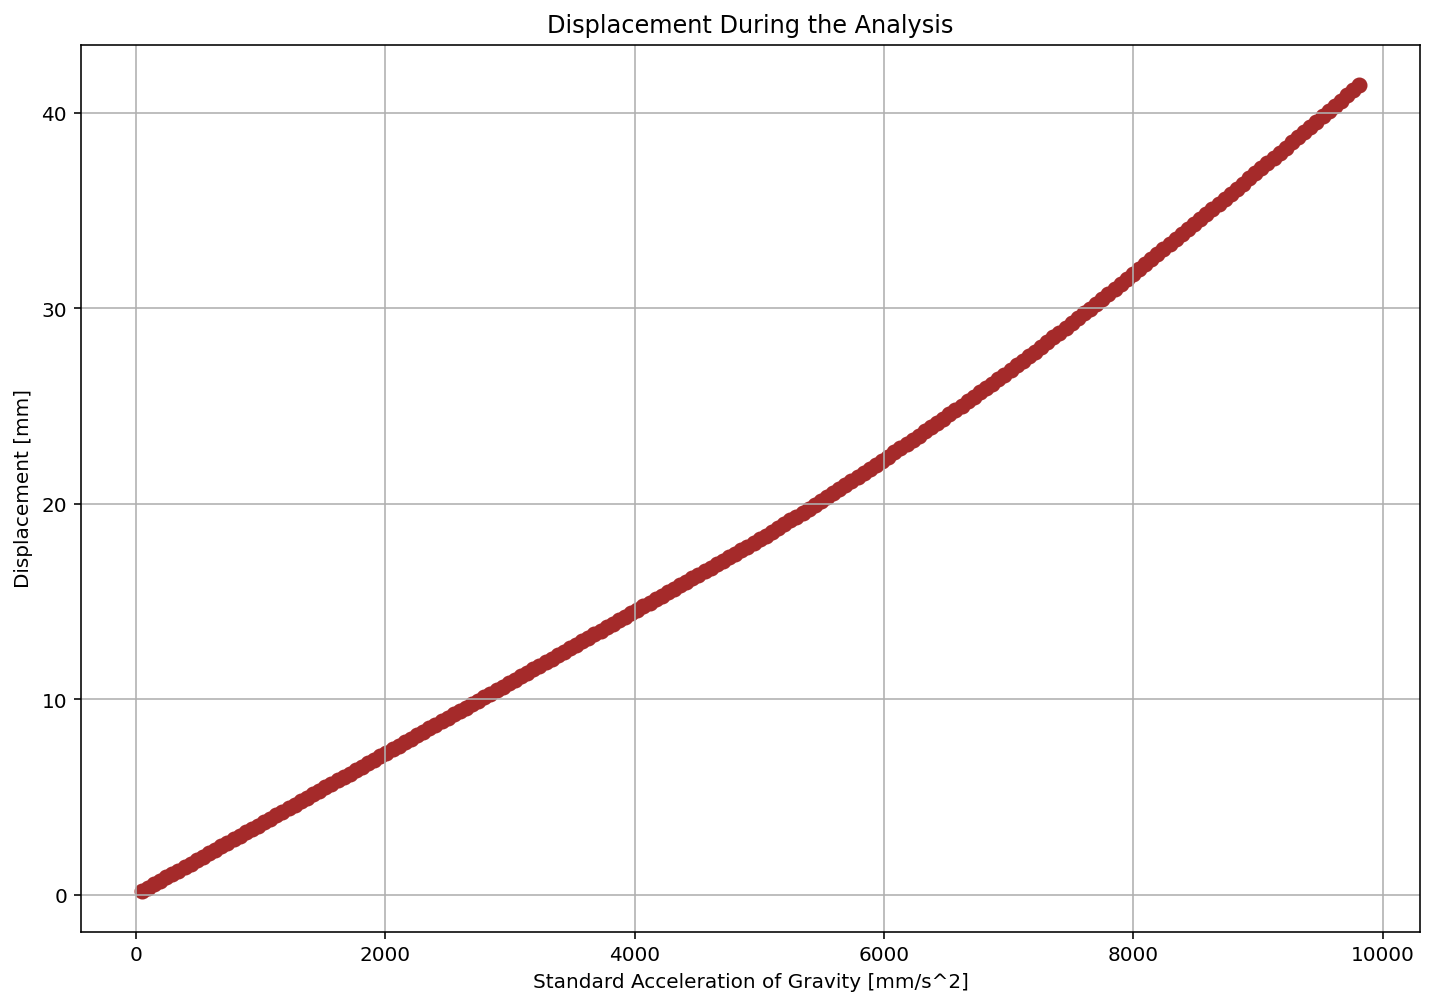 Displacement During the Analysis
40
30
20
10
0
Displacement [mm]
0 2000 4000 6000 8000 10000
Standard Acceleration of Gravity [mm/s^2]